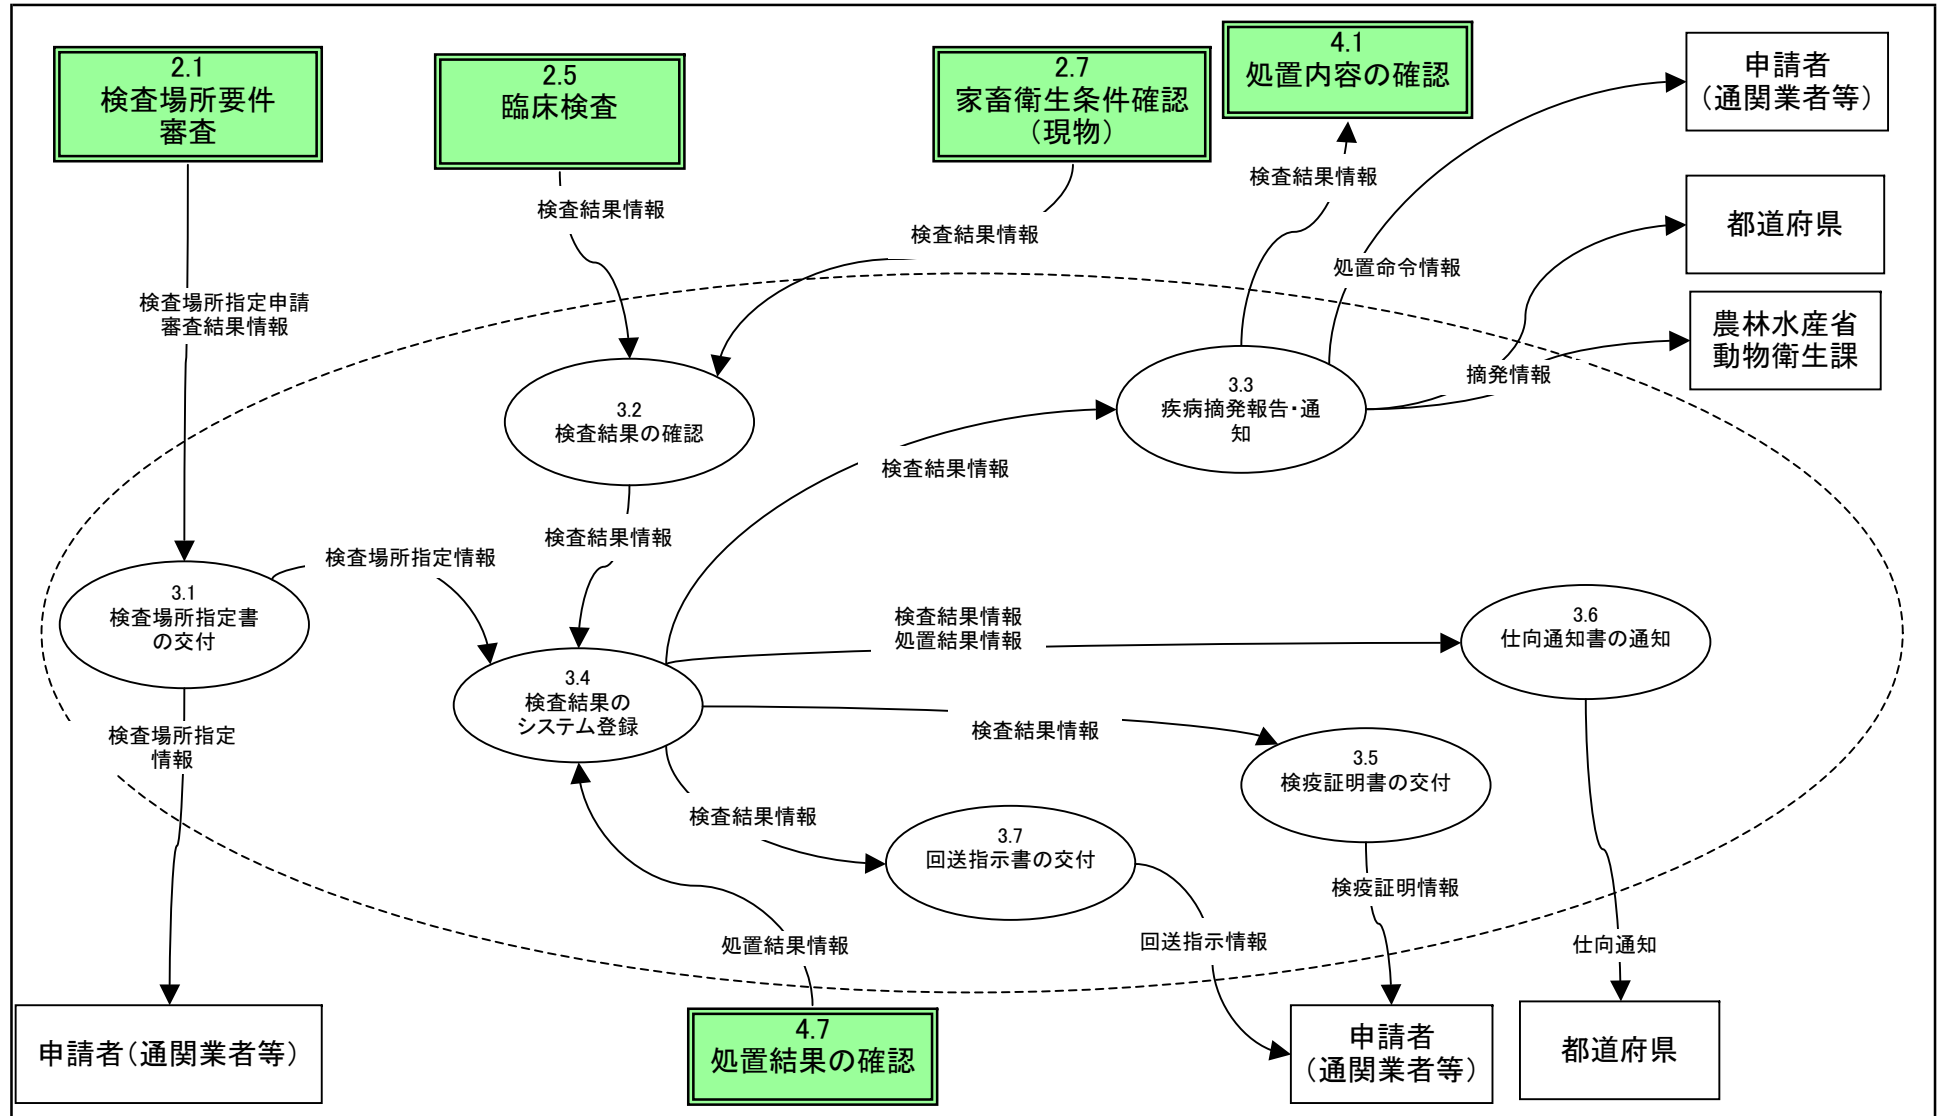 2.1
検査場所要件
審査
2.5
臨床検査
2.7
家畜衛生条件確認
（現物）
4.1
処置内容の確認
申請者
（通関業者等）
検査結果情報
検査結果情報
検査結果情報
都道府県
処置命令情報
検査場所指定申請
審査結果情報
農林水産省
動物衛生課
摘発情報
3.2
検査結果の確認
3.3
疾病摘発報告・通
知
検査結果情報
検査結果情報
検査場所指定情報
3.1
検査場所指定書
の交付
検査結果情報
処置結果情報
3.6
仕向通知書の通知
3.4
検査結果の
システム登録
検査場所指定
情報
検査結果情報
3.5
検疫証明書の交付
検査結果情報
3.7
回送指示書の交付
検疫証明情報
処置結果情報
回送指示情報
仕向通知
申請者（通関業者等）
4.7
処置結果の確認
申請者
（通関業者等）
都道府県